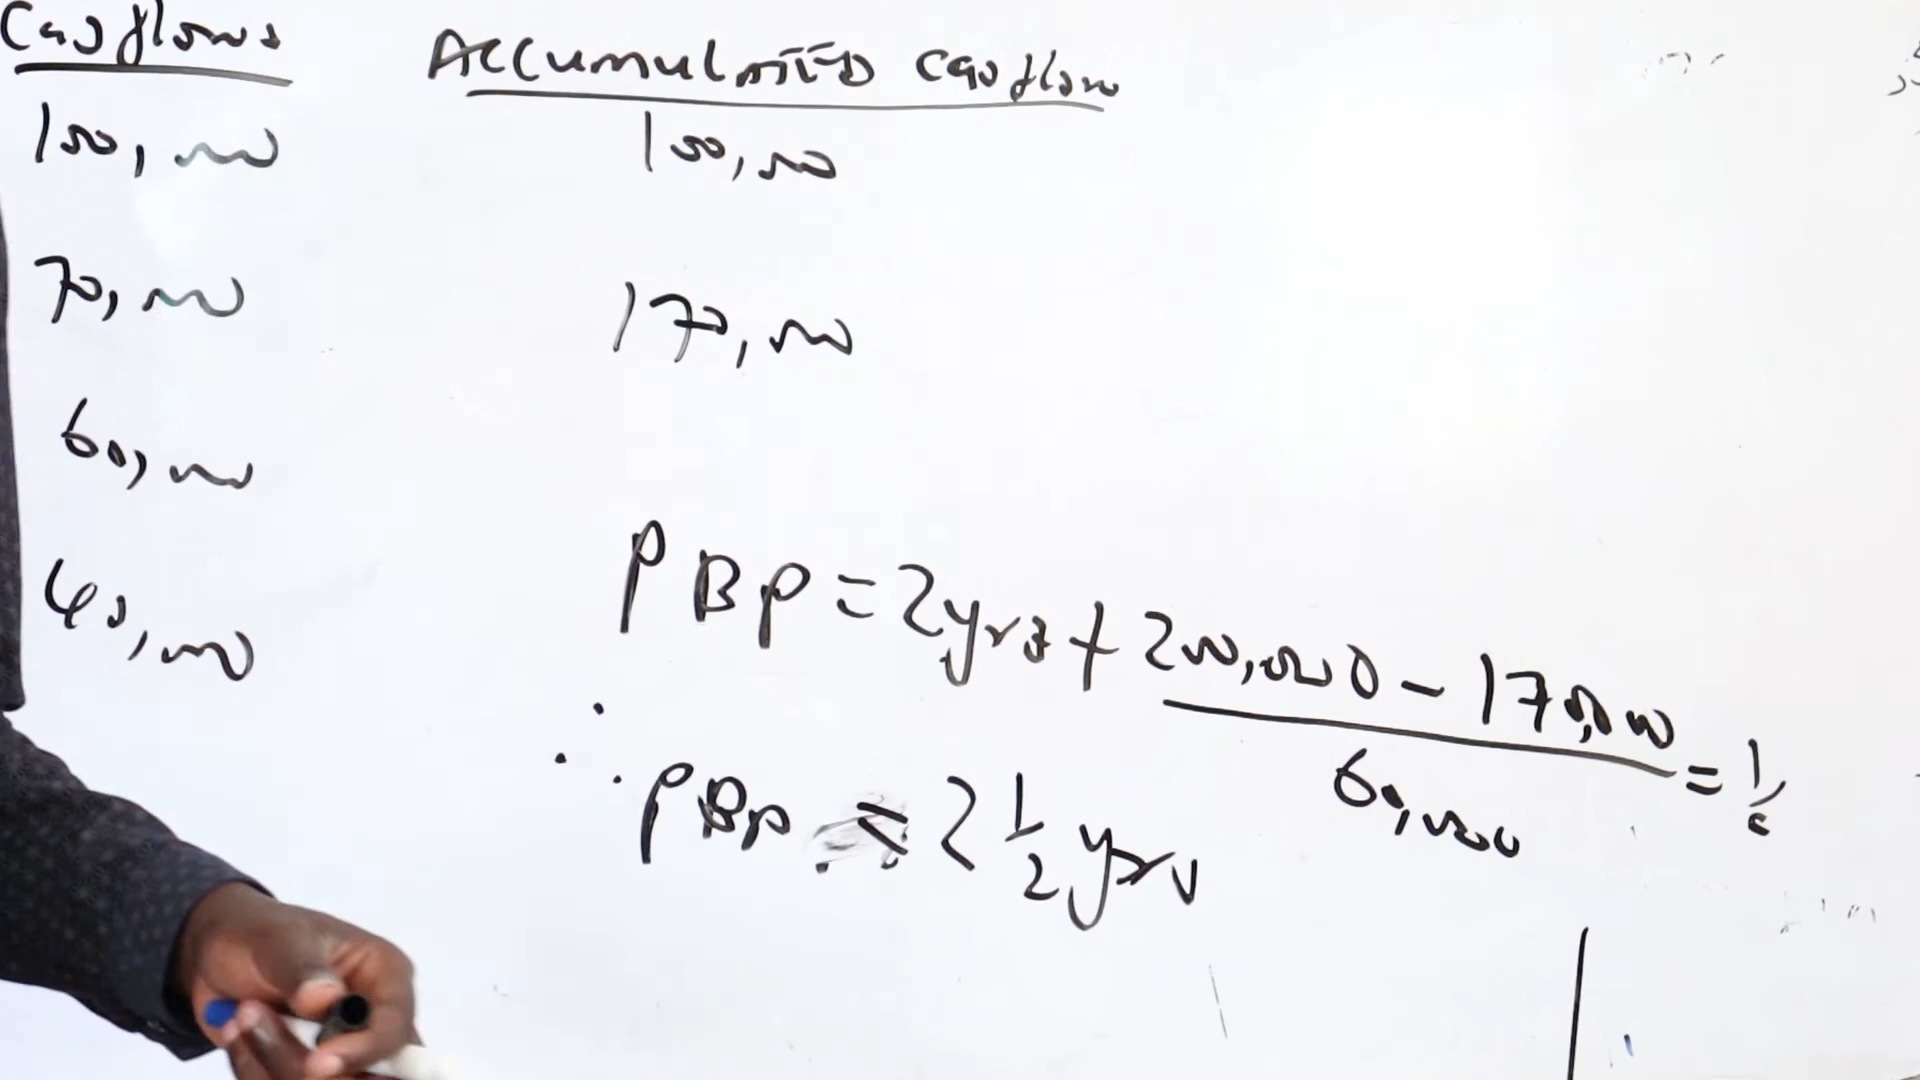 Cashflows Accumulated Cashflow
100,000 100,000
70,000 170,000
60,000
40,000
PBP = 2yrs + 200,000 - 170,000
60,000 = 1/2
∴ PBP = 2 1/2 yrs